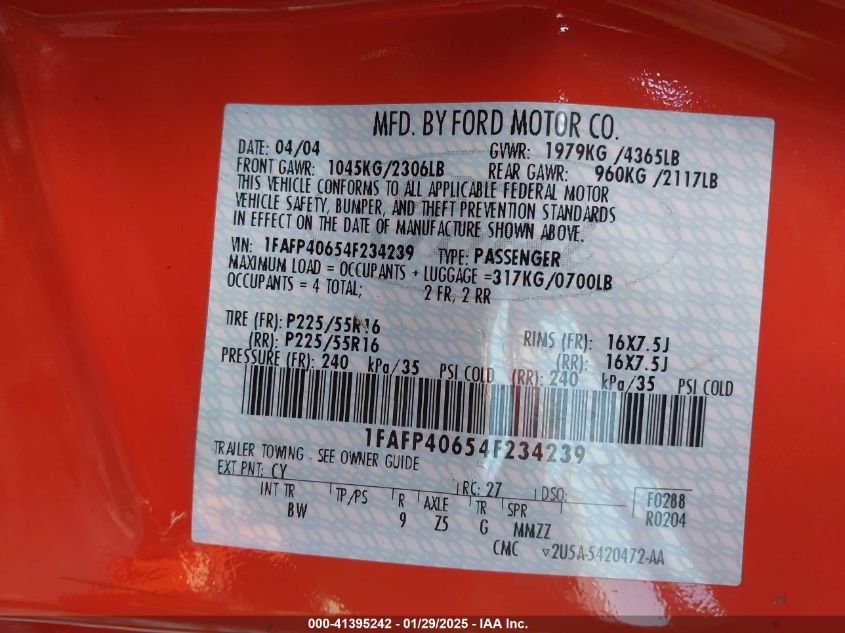 MFD. BY FORD MOTOR CO.
DATE: 04/04 GVWR: 1979KG /4365LB
FRONT GAWR: 1045KG/2306LB REAR GAWR: 960KG /2117LB
THIS VEHICLE CONFORMS TO ALL APPLICABLE FEDERAL MOTOR
VEHICLE SAFETY, BUMPER, AND THEFT PREVENTION STANDARDS
IN EFFECT ON THE DATE OF MANUFACTURE SHOWN ABOVE.
VIN: 1FAFP40654F234239 TYPE: PASSENGER
MAXIMUM LOAD = OCCUPANTS + LUGGAGE =317KG/0700LB
OCCUPANTS = 4 TOTAL; 2 FR, 2 RR
TIRE (FR): P225/55R16 RIMS (FR): 16X7.5J
(RR): P225/55R16 (RR): 16X7.5J
PRESSURE (FR): 240 kPa/35 PSI COLD (RR): 240 kPa/35 PSI COLD
1FAFP40654F234239
TRAILER TOWING - SEE OWNER GUIDE
EXT PNT: CY RC: 27 DSO: F0288
INT TR TP/PS R AXLE TR SPR R0204
BW 9 Z5 G MMZZ
CMC ▽2U5A-5420472-AA
000-41395242 - 01/29/2025 - IAA Inc.